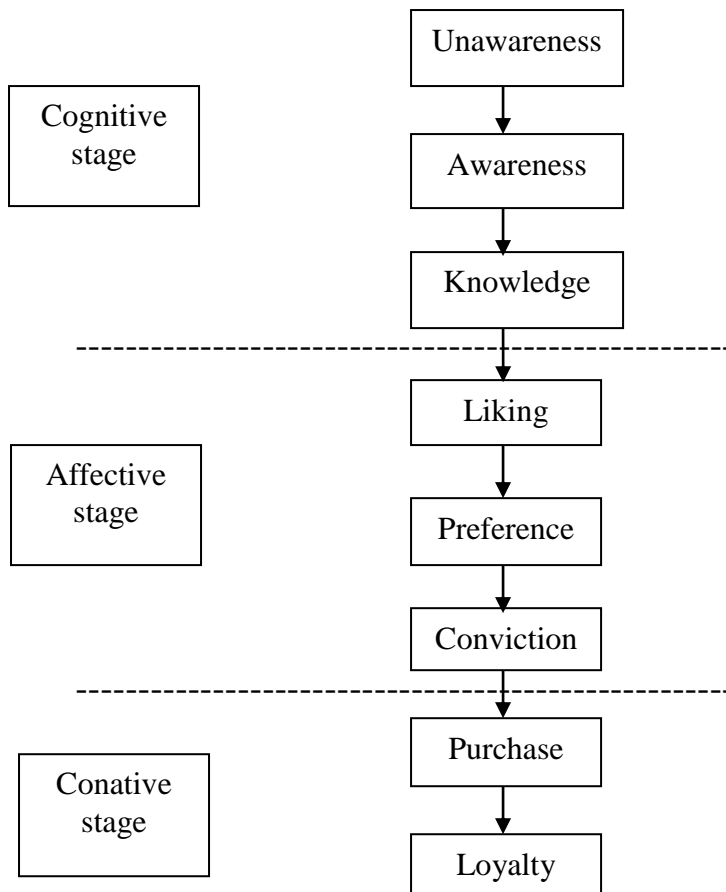 Unawareness
Cognitive
stage
Awareness
Knowledge
Liking
Affective
stage
Preference
Conviction
Purchase
Conative
stage
Loyalty